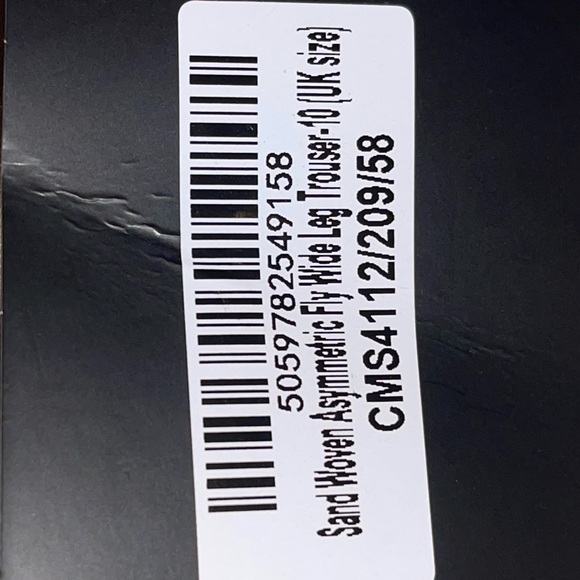 5059782549158
Sand Woven Asymmetric Fly Wide Leg Trouser-10 (UK size)
CMS4112/209/58